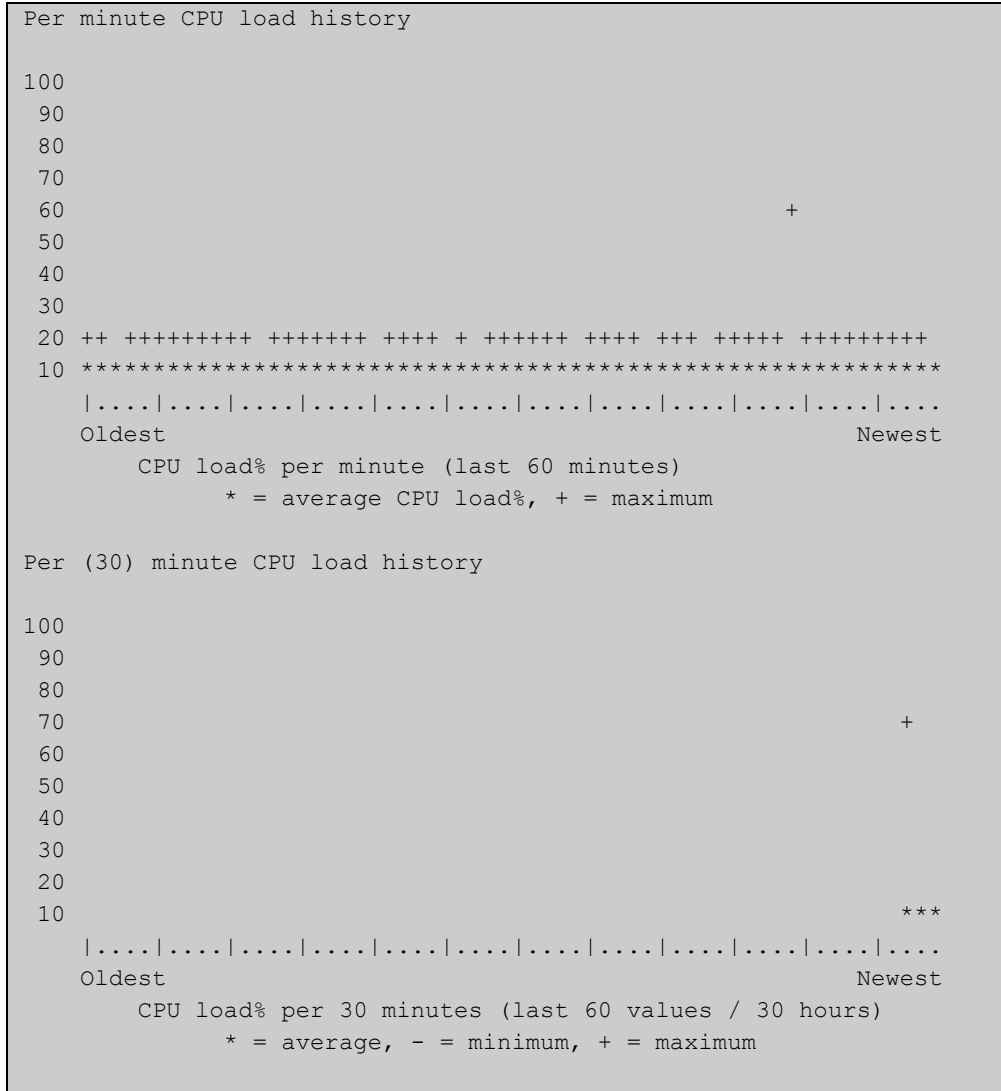 Per minute CPU load history
100
 90
 80
 70
 60                                                  +
 50
 40
 30
 20 ++ +++++++++ +++++++ ++++ + ++++++ ++++ +++ +++++ +++++++++
 10 ************************************************************
    |....|....|....|....|....|....|....|....|....|....|....|....
    Oldest                                                Newest
        CPU load% per minute (last 60 minutes)
              * = average CPU load%, + = maximum
Per (30) minute CPU load history
100
 90
 80
 70                                                          +
 60
 50
 40
 30
 20
 10                                                          ***
    |....|....|....|....|....|....|....|....|....|....|....|....
    Oldest                                                Newest
        CPU load% per 30 minutes (last 60 values / 30 hours)
              * = average, - = minimum, + = maximum